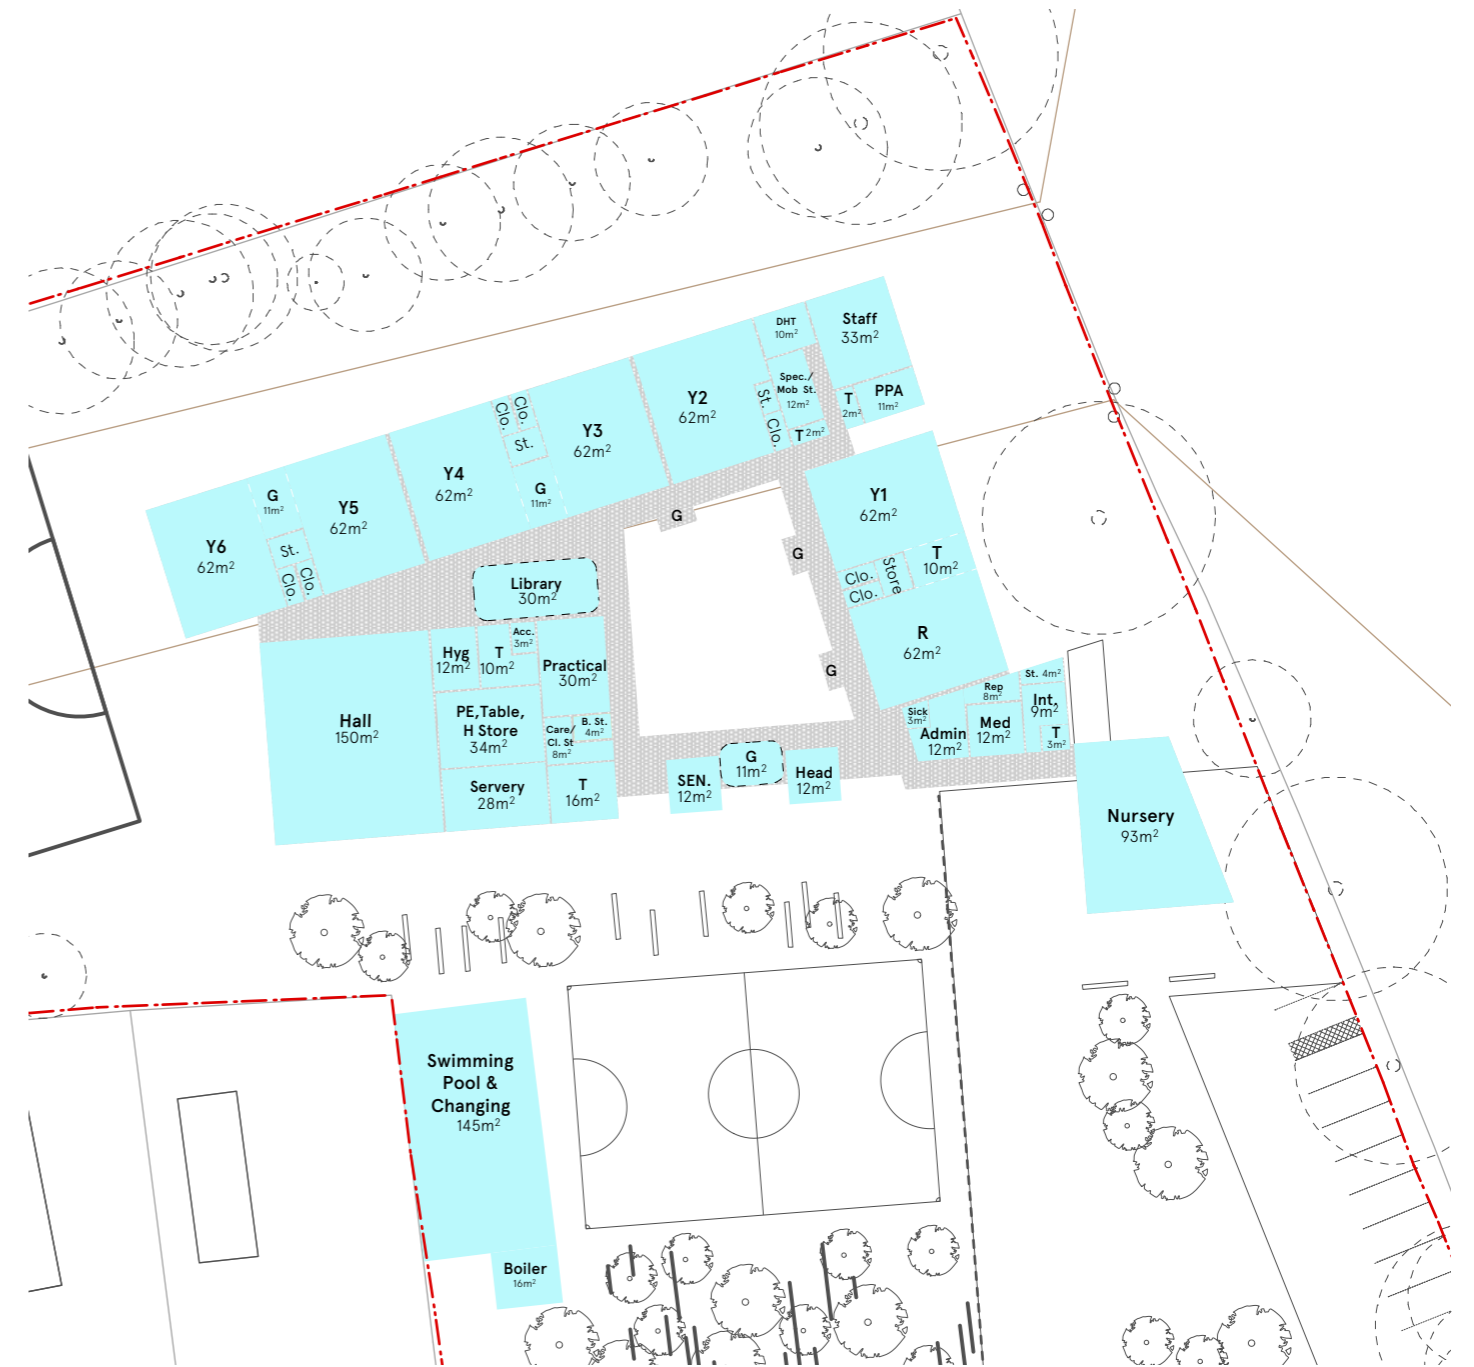 DHT
10m²
Staff
33m²
Spec./
Mob St.
12m²
St.
Clo.
T 2m²
T
2m²
PPA
11m²
Y2
62m²
Clo.
Clo.
St.
G
11m²
Y3
62m²
Y4
62m²
G
11m²
St.
Clo.
Clo.
Y5
62m²
Y6
62m²
G
G
G
Y1
62m²
T
10m²
Clo.
Clo.
Store
R
62m²
Library
30m²
Hall
150m²
Hyg
12m²
T
10m²
Acc.
3m²
Practical
30m²
PE,Table,
H Store
34m²
Care/
Cl. St
8m²
B. St.
4m²
Servery
28m²
T
16m²
SEN.
12m²
G
11m²
Head
12m²
Sick
3m²
Admin
12m²
Rep
8m²
Med
12m²
St. 4m²
Int.
9m²
T
3m²
Nursery
93m²
Swimming
Pool &
Changing
145m²
Boiler
16m²